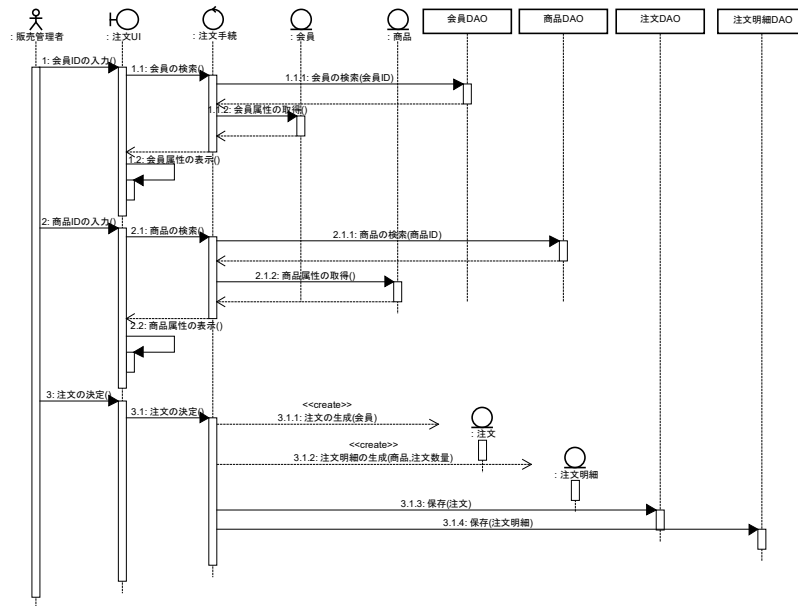 : 販売管理者
: 注文UI
: 注文手続
: 会員
: 商品
会員DAO
商品DAO
注文DAO
注文明細DAO
1: 会員IDの入力()
1.1: 会員の検索()
1.1.1: 会員の検索(会員ID)
1.1.2: 会員属性の取得()
1.2: 会員属性の表示()
2: 商品IDの入力()
2.1: 商品の検索()
2.1.1: 商品の検索(商品ID)
2.1.2: 商品属性の取得()
2.2: 商品属性の表示()
3: 注文の決定()
3.1: 注文の決定()
<<create>>
3.1.1: 注文の生成(会員)
: 注文
<<create>>
3.1.2: 注文明細の生成(商品,注文数量)
: 注文明細
3.1.3: 保存(注文)
3.1.4: 保存(注文明細)